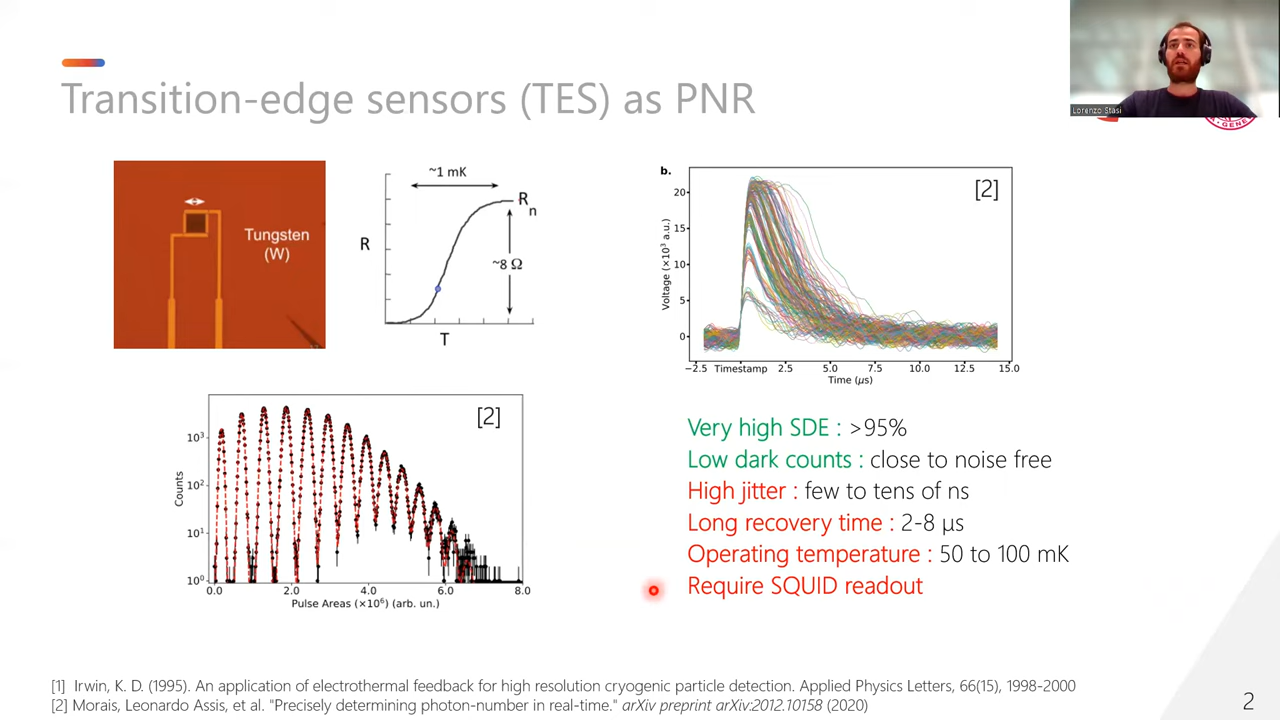 Lorenzo Stasi
GENE
Transition-edge sensors (TES) as PNR
Tungsten
(W)
~1 mK
R
R n
~8 Ω
T
b.
[2]
20
15
10
5
0
Voltage (×10³ a.u.)
−2.5 Timestamp 2.5 5.0 7.5 10.0 12.5 15.0
Time (µs)
[2]
10³
10²
10¹
10⁰
Counts
0.0 2.0 4.0 6.0 8.0
Pulse Areas (×10⁶) (arb. un.)
Very high SDE : >95%
Low dark counts : close to noise free
High jitter : few to tens of ns
Long recovery time : 2-8 µs
Operating temperature : 50 to 100 mK
Require SQUID readout
[1] Irwin, K. D. (1995). An application of electrothermal feedback for high resolution cryogenic particle detection. Applied Physics Letters, 66(15), 1998-2000
[2] Morais, Leonardo Assis, et al. "Precisely determining photon-number in real-time." arXiv preprint arXiv:2012.10158 (2020)
2